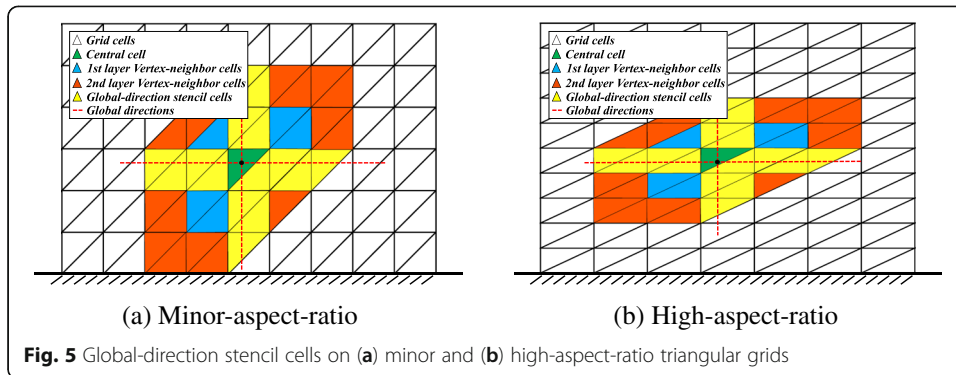 Grid cells
Central cell
1st layer Vertex-neighbor cells
2nd layer Vertex-neighbor cells
Global-direction stencil cells
Global directions
Grid cells
Central cell
1st layer Vertex-neighbor cells
2nd layer Vertex-neighbor cells
Global-direction stencil cells
Global directions
(a) Minor-aspect-ratio
(b) High-aspect-ratio
Fig. 5 Global-direction stencil cells on (a) minor and (b) high-aspect-ratio triangular grids